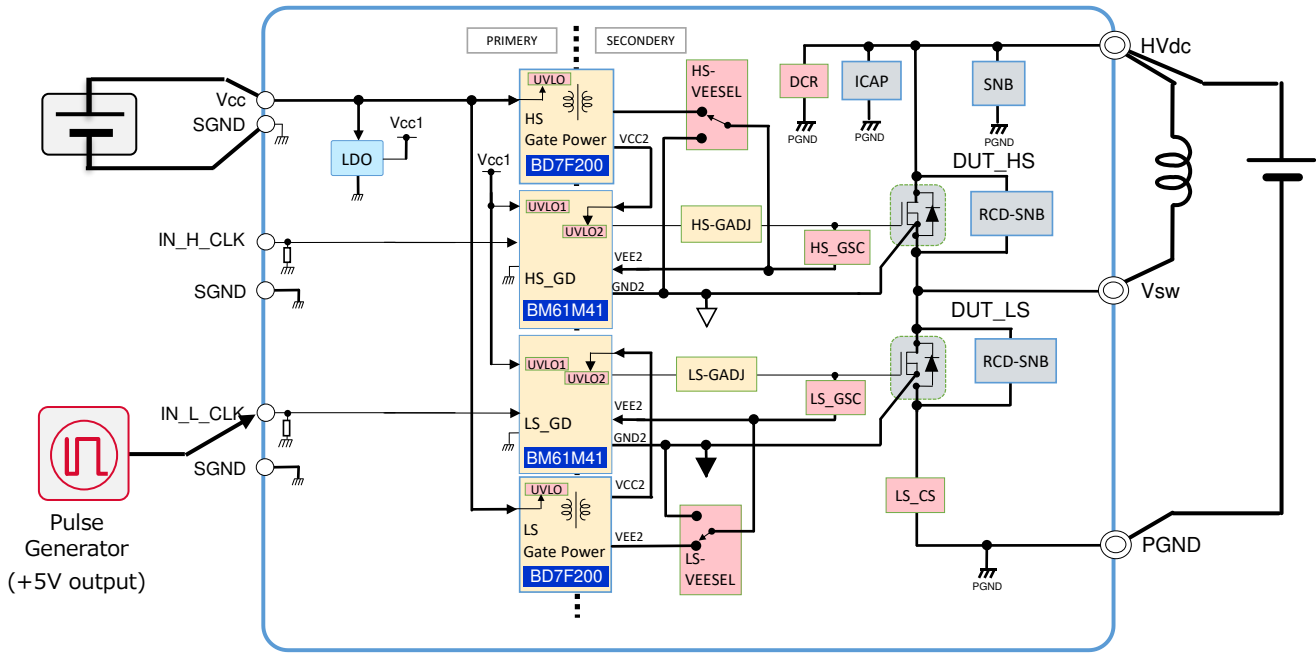 PRIMARY
SECONDERY
HVdc
Vcc
SGND
Vcc1
LDO
UVLO
HS
Gate Power
BD7F200
VCC2
HS-
VEESEL
DCR
PGND
ICAP
PGND
SNB
PGND
DUT_HS
RCD-SNB
Vcc1
UVLO1
UVLO2
HS-GADJ
HS_GSC
IN_H_CLK
SGND
VEE2
HS_GD
GND2
BM61M41
Vsw
DUT_LS
RCD-SNB
UVLO1
UVLO2
LS-GADJ
LS_GSC
IN_L_CLK
SGND
VEE2
LS_GD
GND2
BM61M41
UVLO
VCC2
LS
VEE2
Gate Power
BD7F200
LS-
VEESEL
LS_CS
PGND
PGND
Pulse
Generator
(+5V output)